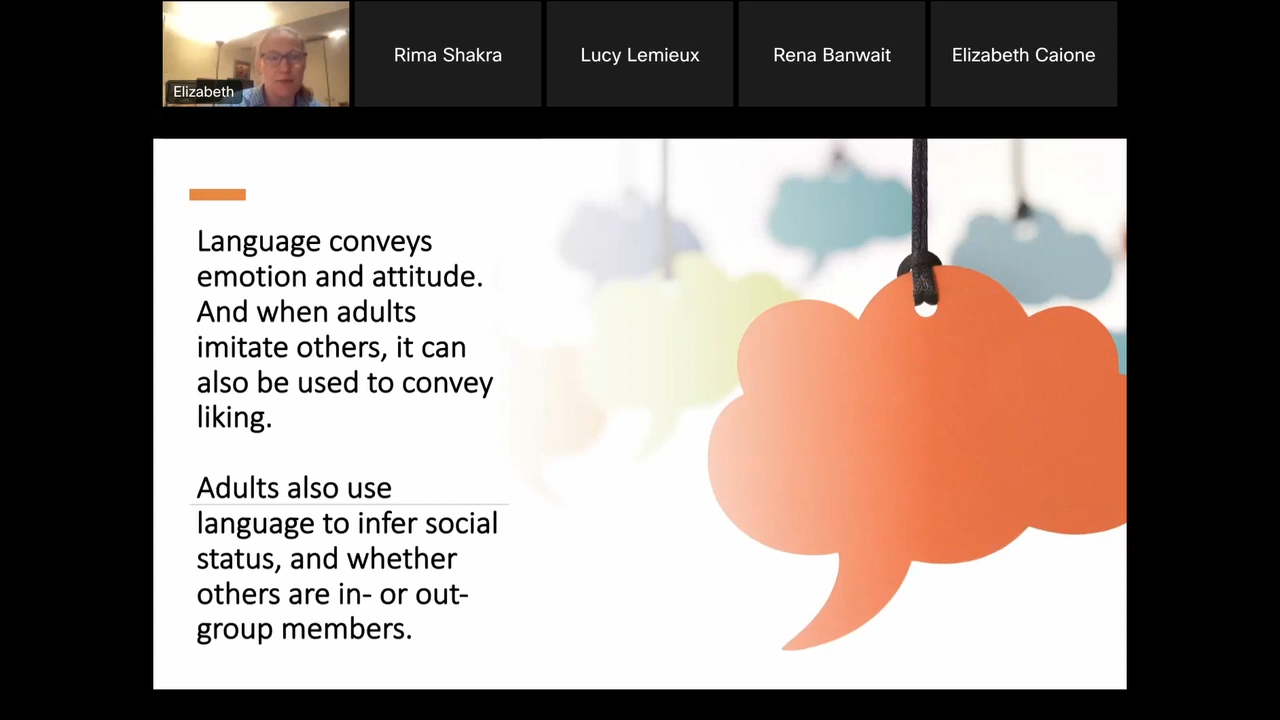 Elizabeth
Rima Shakra
Lucy Lemieux
Rena Banwait
Elizabeth Caione
Language conveys
emotion and attitude.
And when adults
imitate others, it can
also be used to convey
liking.
Adults also use
language to infer social
status, and whether
others are in- or out-
group members.